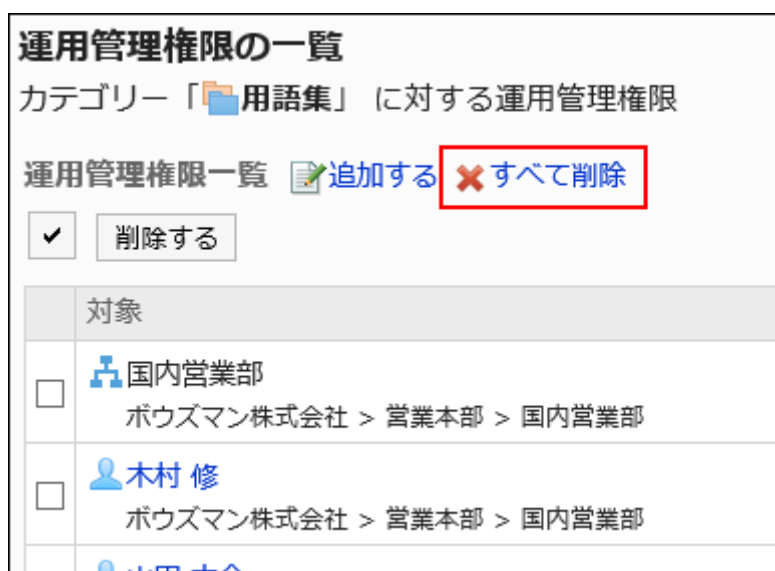 運用管理権限の一覧
カテゴリー「用語集」 に対する運用管理権限
運用管理権限一覧 追加する すべて削除
削除する
対象
国内営業部
ボウズマン株式会社 > 営業本部 > 国内営業部
木村 修
ボウズマン株式会社 > 営業本部 > 国内営業部